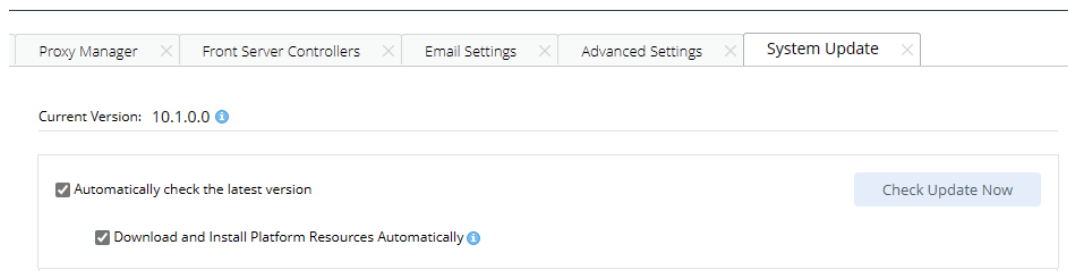 Proxy Manager Front Server Controllers Email Settings Advanced Settings System Update
Current Version: 10.1.0.0
Automatically check the latest version Check Update Now
Download and Install Platform Resources Automatically